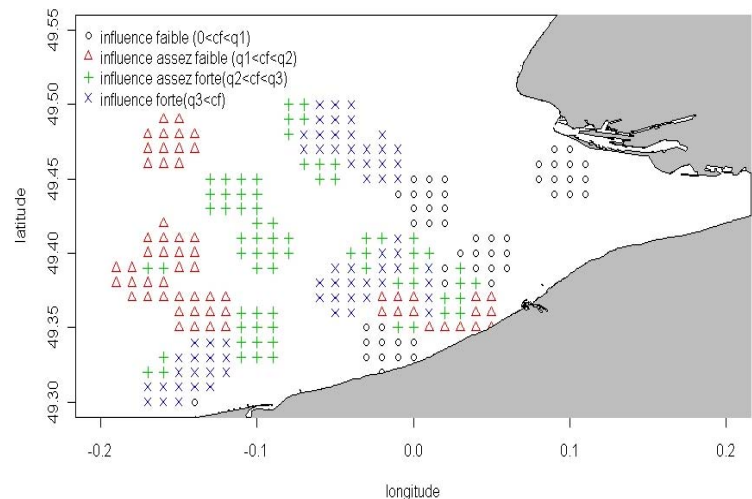 influence faible (0<cf<q1)
influence assez faible (q1<cf<q2)
influence assez forte(q2<cf<q3)
influence forte(q3<cf)
latitude
49.55
49.50
49.45
49.40
49.35
49.30
-0.2
-0.1
0.0
0.1
0.2
longitude